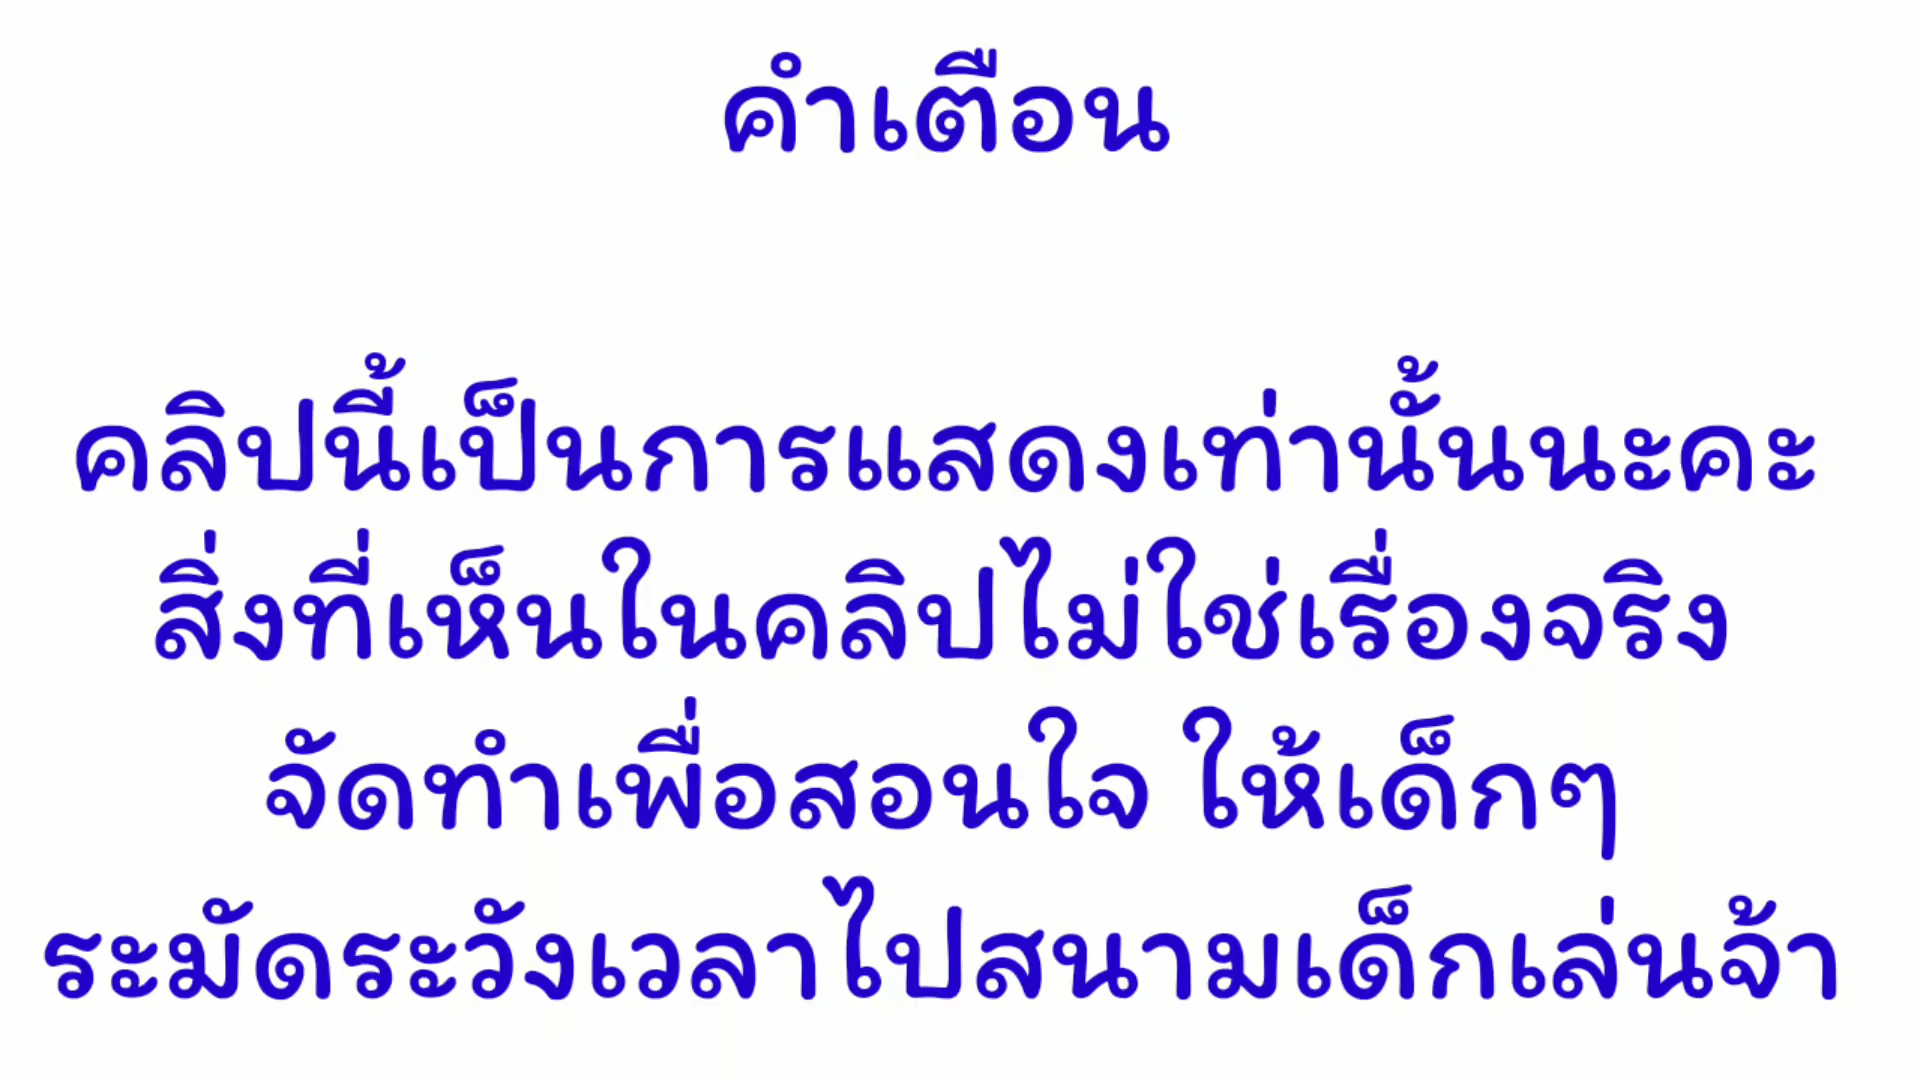 คำเตือน
คลิปนี้เป็นการแสดงเท่านั้นนะคะ
สิ่งที่เห็นในคลิปไม่ใช่เรื่องจริง
จัดทำเพื่อสอนใจ ให้เด็กๆ
ระมัดระวังเวลาไปสนามเด็กเล่นจ้า